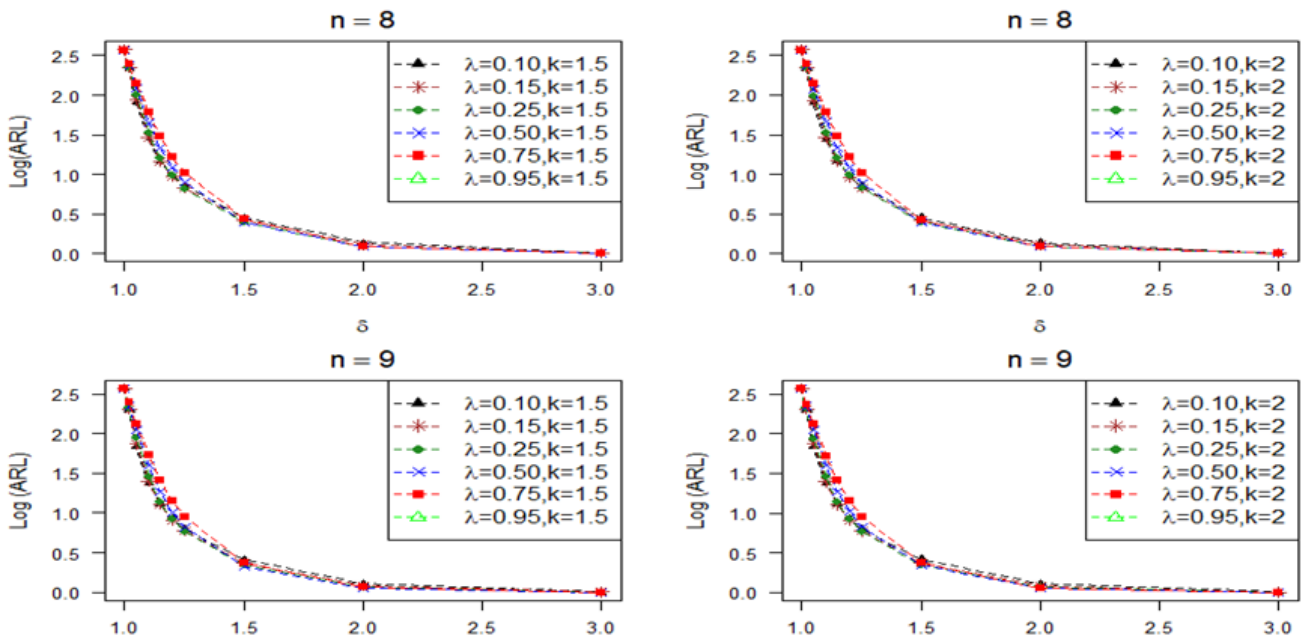 n = 8
Log(ARL)
2.5
2.0
1.5
1.0
0.5
0.0
λ=0.10,k=1.5
λ=0.15,k=1.5
λ=0.25,k=1.5
λ=0.50,k=1.5
λ=0.75,k=1.5
λ=0.95,k=1.5
1.0 1.5 2.0 2.5 3.0
δ
n = 8
Log (ARL)
2.5
2.0
1.5
1.0
0.5
0.0
λ=0.10,k=2
λ=0.15,k=2
λ=0.25,k=2
λ=0.50,k=2
λ=0.75,k=2
λ=0.95,k=2
1.0 1.5 2.0 2.5 3.0
δ
n = 9
Log (ARL)
2.5
2.0
1.5
1.0
0.5
0.0
λ=0.10,k=1.5
λ=0.15,k=1.5
λ=0.25,k=1.5
λ=0.50,k=1.5
λ=0.75,k=1.5
λ=0.95,k=1.5
1.0 1.5 2.0 2.5 3.0
n = 9
Log (ARL)
2.5
2.0
1.5
1.0
0.5
0.0
λ=0.10,k=2
λ=0.15,k=2
λ=0.25,k=2
λ=0.50,k=2
λ=0.75,k=2
λ=0.95,k=2
1.0 1.5 2.0 2.5 3.0